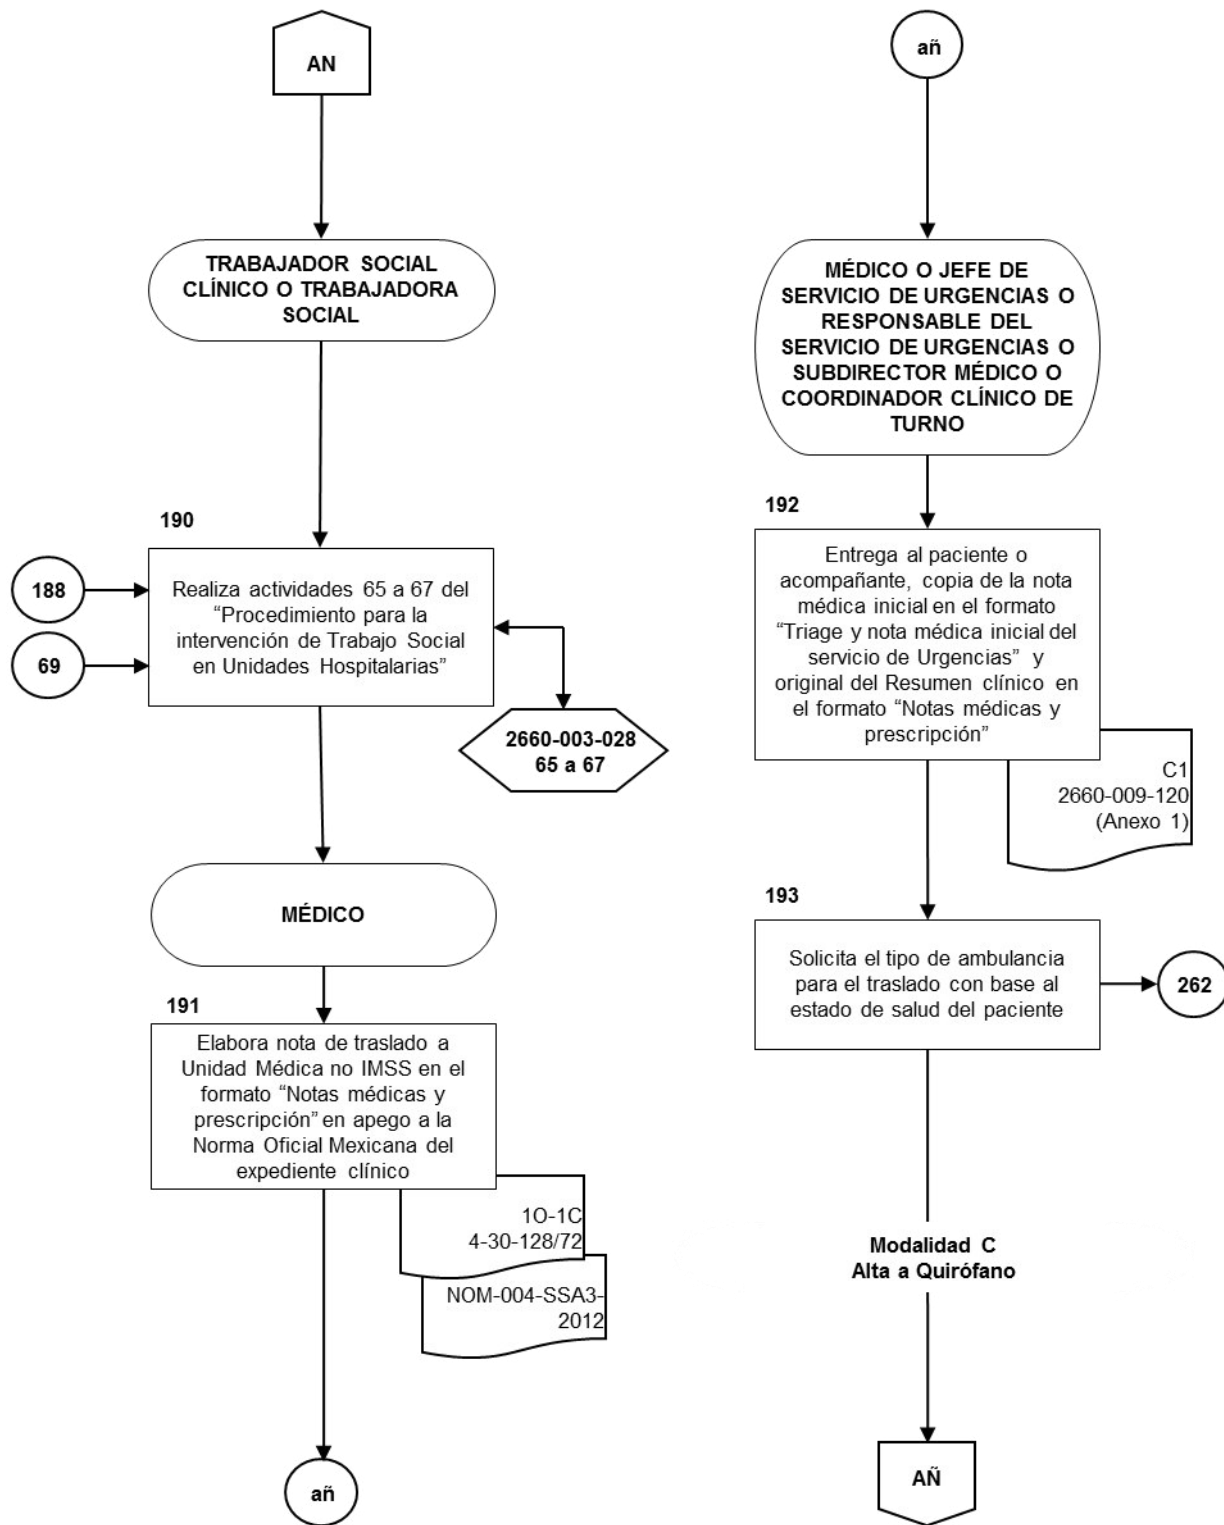 AN
TRABAJADOR SOCIAL
CLÍNICO O TRABAJADORA
SOCIAL
190
188
69
Realiza actividades 65 a 67 del
“Procedimiento para la
intervención de Trabajo Social
en Unidades Hospitalarias”
2660-003-028
65 a 67
MÉDICO
191
Elabora nota de traslado a
Unidad Médica no IMSS en el
formato “Notas médicas y
prescripción” en apego a la
Norma Oficial Mexicana del
expediente clínico
1O-1C
4-30-128/72
NOM-004-SSA3-
2012
añ
añ
MÉDICO O JEFE DE
SERVICIO DE URGENCIAS O
RESPONSABLE DEL
SERVICIO DE URGENCIAS O
SUBDIRECTOR MÉDICO O
COORDINADOR CLÍNICO DE
TURNO
192
Entrega al paciente o
acompañante, copia de la nota
médica inicial en el formato
“Triage y nota médica inicial del
servicio de Urgencias” y
original del Resumen clínico en
el formato “Notas médicas y
prescripción”
C1
2660-009-120
(Anexo 1)
193
Solicita el tipo de ambulancia
para el traslado con base al
estado de salud del paciente
262
Modalidad C
Alta a Quirófano
AÑ